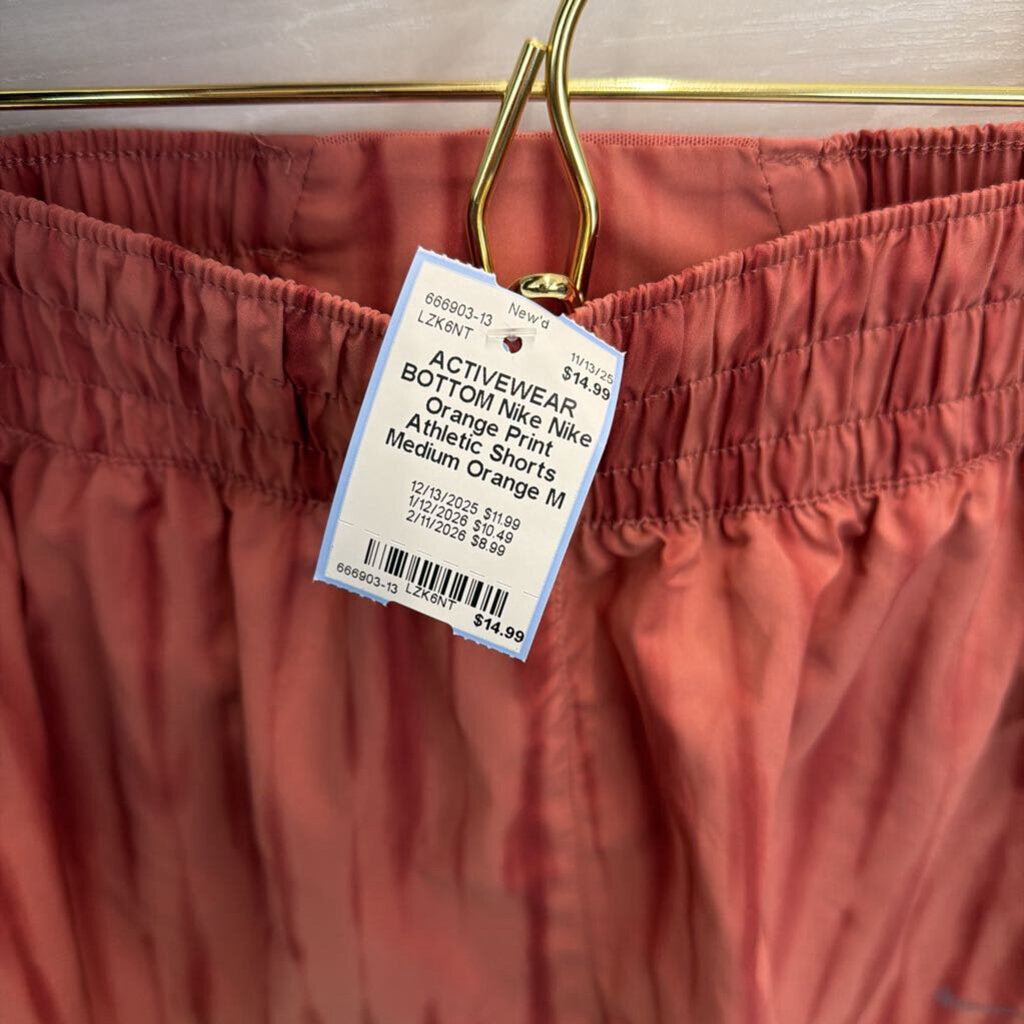 666903-13 New'd
LZK6NT
11/13/25
$14.99
ACTIVEWEAR
BOTTOM Nike Nike
Orange Print
Athletic Shorts
Medium Orange M
12/13/2025 $11.99
1/12/2026 $10.49
2/11/2026 $8.99
666903-13 LZK6NT
$14.99